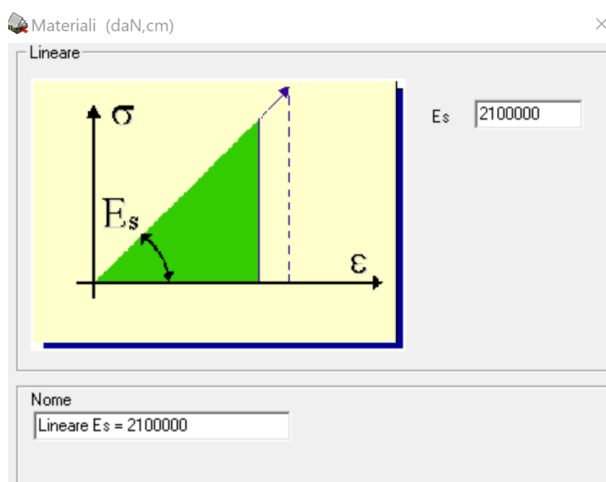 Materiali (daN,cm)
Lineare
σ
Es
ε
Es 2100000
Nome
Lineare Es = 2100000